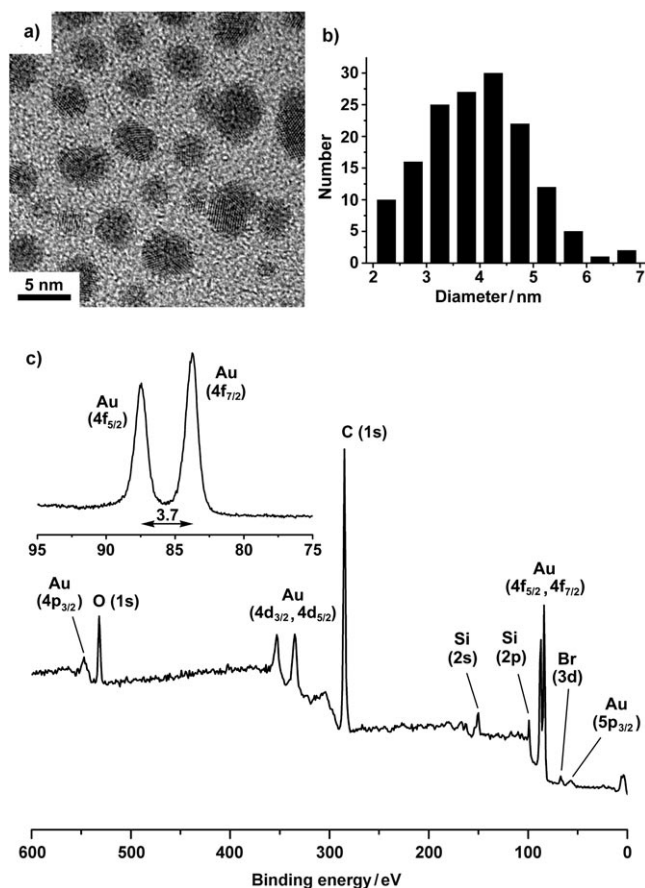 a)
5 nm
b)
30
25
20
15
10
5
0
Number
2 3 4 5 6 7
Diameter / nm
c)
Au
(4f5/2)
Au
(4f7/2)
3.7
95 90 85 80 75
C (1s)
Au
(4p3/2)
O (1s)
Au
(4d3/2, 4d5/2)
Si
(2s)
Si
(2p)
Au
(4f5/2, 4f7/2)
Br
(3d)
Au
(5p3/2)
600 500 400 300 200 100 0
Binding energy / eV